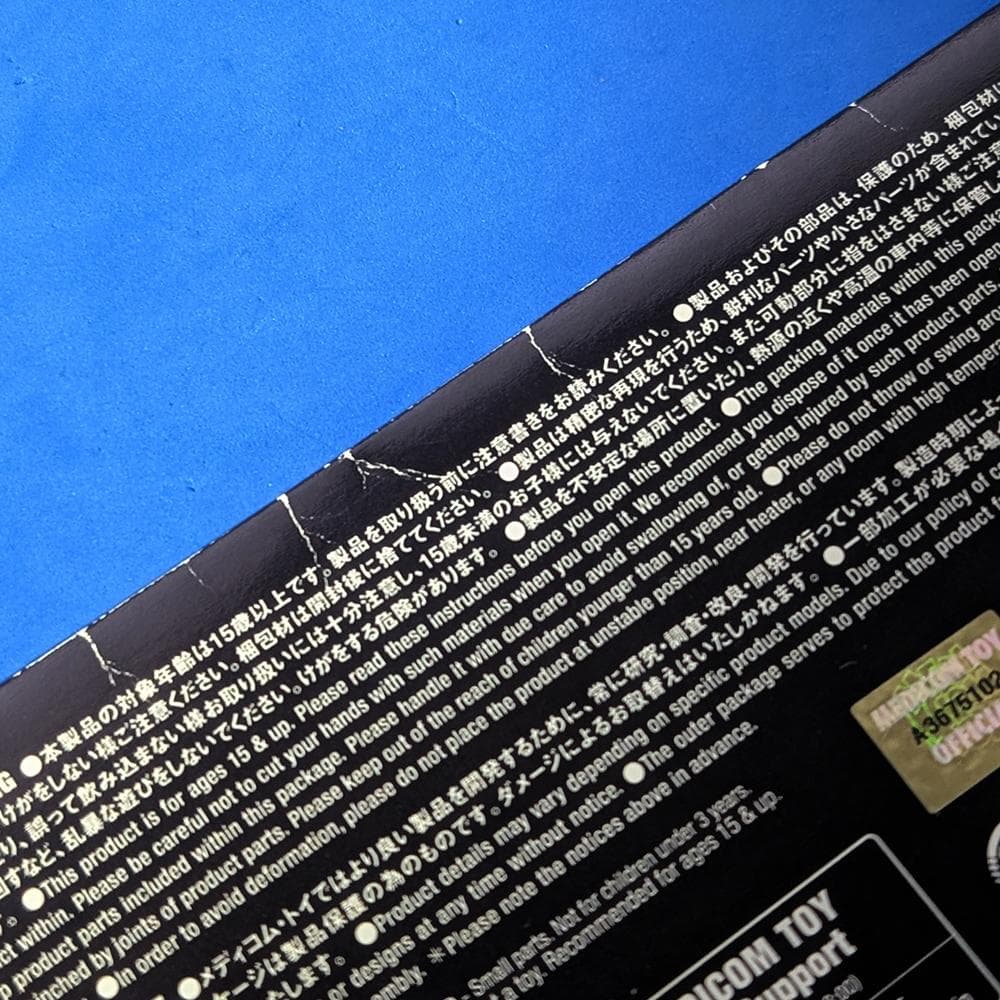 ●本製品の対象年齢は15歳以上です。製品を取り扱う前に注意書きをお読みください。 ●製品およびその部品は、保護のため、梱包材
けがをしない様ご注意ください。梱包材は開封後に捨ててください。 ●製品は精密な再現を行うため、鋭利なパーツや小さなパーツが含まれてい
り、誤って飲み込まない様お取り扱いには十分注意し、15歳未満のお子様には与えないでください。また可動部分に指をはさまない様ご注意
回すなど、乱暴な遊びをしないでください。けがをする危険があります。 ●製品を不安定な場所に置いたり、熱源の近くや高温の車内等に保管し
●This product is for ages 15 & up. Please read these instructions before you open this product. ●The packing materials within this pack
within. Please be careful not to cut your hands with such materials when you open it. We recommend you dispose of it once it has been open
product parts included within this package. Please handle it with due care to avoid swallowing of, or getting injured by such product parts.
by joints of product parts. Please keep out of the reach of children younger than 15 years old. ●Please do not throw or swing
●In order to avoid deformation, please do not place the product at unstable position, near heater, or any room with high tempera
●メディコム・トイではより良い製品を開発するために、常に研究・調査・改良・開発を行っています。製造時期によ
ケージは製品保護の為のものです。ダメージによるお取替えはいたしかねます。 ●一部加工が必要な場
●Product details may vary depending on specific product models. Due to our policy of
or designs at any time without notice. ●The outer package serves to protect the product
＊Please note the notices above in advance.
Small parts. Not for children under 3 years.
a toy. Recommended for ages 15 & up.
MEDICOM TOY
A3675102
OFFICI
DICOM TOY
upport